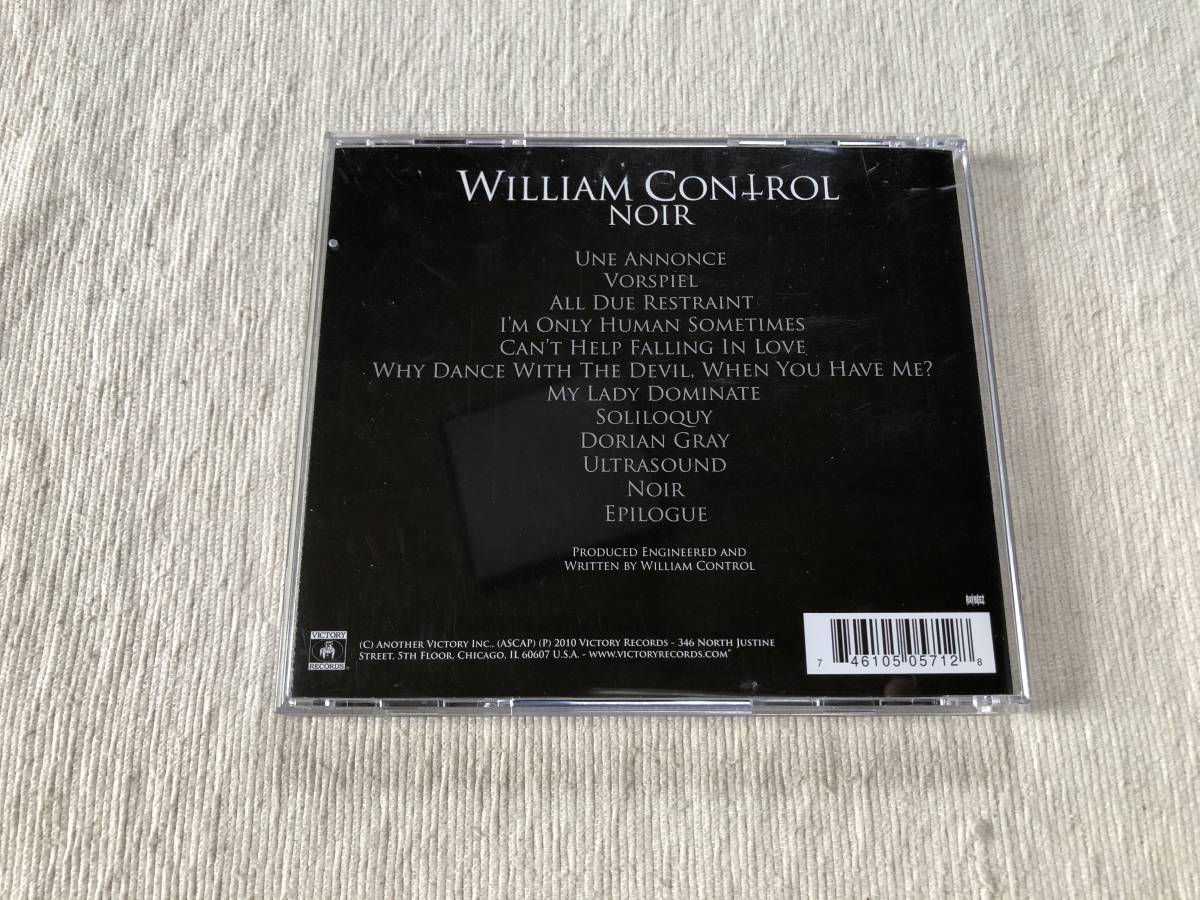 WILLIAM CON†ROL
NOIR
UNE ANNONCE
VORSPIEL
ALL DUE RESTRAINT
I'M ONLY HUMAN SOMETIMES
CAN'T HELP FALLING IN LOVE
WHY DANCE WITH THE DEVIL, WHEN YOU HAVE ME?
MY LADY DOMINATE
SOLILOQUY
DORIAN GRAY
ULTRASOUND
NOIR
EPILOGUE
PRODUCED ENGINEERED AND
WRITTEN BY WILLIAM CONTROL
VICTORY
RECORDS
(C) ANOTHER VICTORY INC., (ASCAP) (P) 2010 VICTORY RECORDS - 346 NORTH JUSTINE
STREET, 5TH FLOOR, CHICAGO, IL 60607 U.S.A. - WWW.VICTORYRECORDS.COM"
7 46105 05712 8